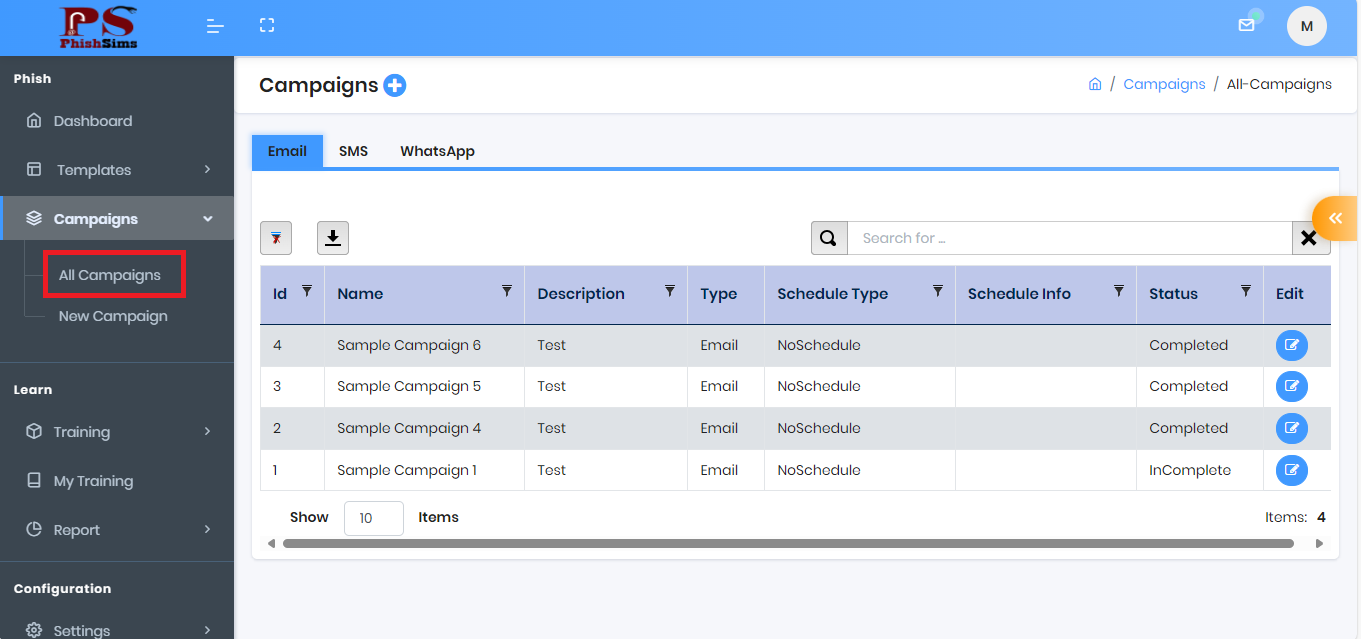 PS
PhishSims
M
Phish
Dashboard
Templates
Campaigns
All Campaigns
New Campaign
Learn
Training
My Training
Report
Configuration
Settings
Campaigns
/ Campaigns / All-Campaigns
Email SMS WhatsApp
Search for ...
Id Name Description Type Schedule Type Schedule Info Status Edit
4 Sample Campaign 6 Test Email NoSchedule Completed
3 Sample Campaign 5 Test Email NoSchedule Completed
2 Sample Campaign 4 Test Email NoSchedule Completed
1 Sample Campaign 1 Test Email NoSchedule InComplete
Show 10 Items Items: 4